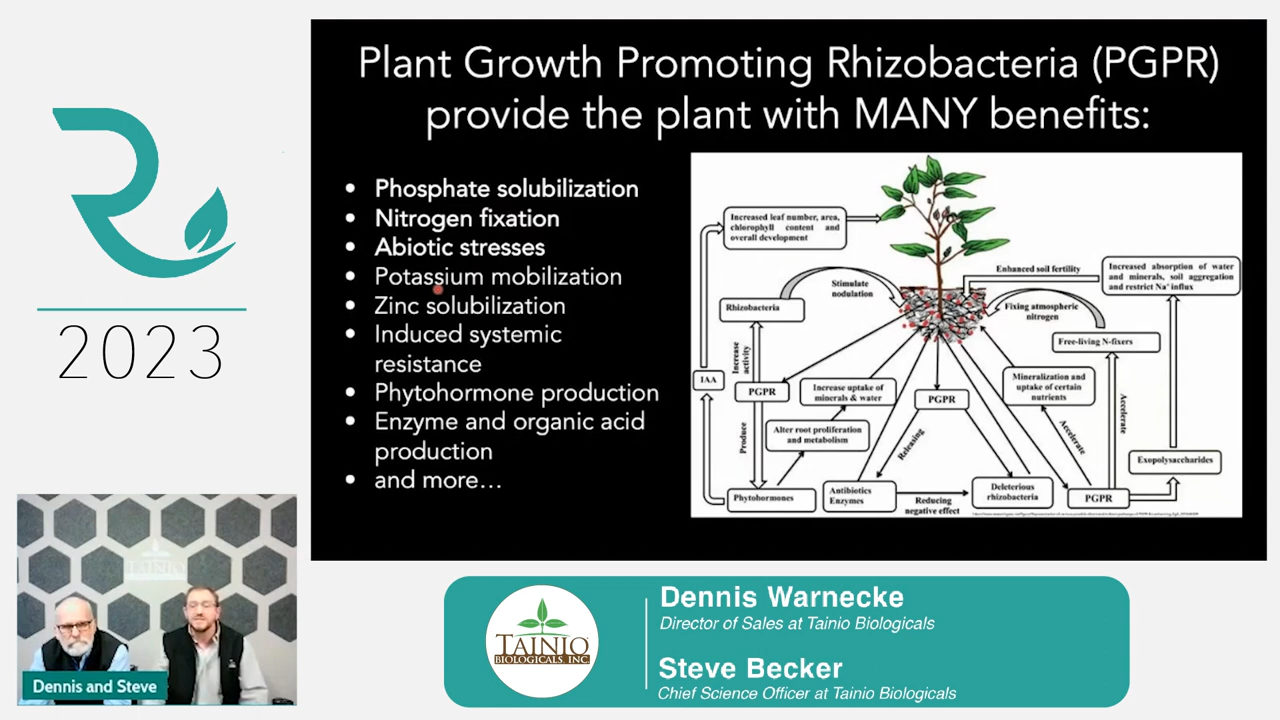 Plant Growth Promoting Rhizobacteria (PGPR)
provide the plant with MANY benefits:
• Phosphate solubilization
• Nitrogen fixation
• Abiotic stresses
• Potassium mobilization
• Zinc solubilization
• Induced systemic
resistance
• Phytohormone production
• Enzyme and organic acid
production
• and more...
Increased leaf number, area,
chlorophyll content and
overall development
Enhanced soil fertility
Increased absorption of water
and minerals, soil aggregation
and restrict Na⁺ influx
Stimulate
nodulation
Rhizobacteria
Fixing atmospheric
nitrogen
Free-living N-fixers
Increase
activity
IAA
PGPR
Increase uptake of
minerals & water
PGPR
Mineralization and
uptake of certain
nutrients
Accelerate
Produce
Alter root proliferation
and metabolism
Releasing
Accelerate
Exopolysaccharides
Phytohormones
Antibiotics
Enzymes
Reducing
negative effect
Deleterious
rhizobacteria
PGPR
2023
TAINIO
Dennis and Steve
TAINIO
BIOLOGICALS, INC
Dennis Warnecke
Director of Sales at Tainio Biologicals
Steve Becker
Chief Science Officer at Tainio Biologicals